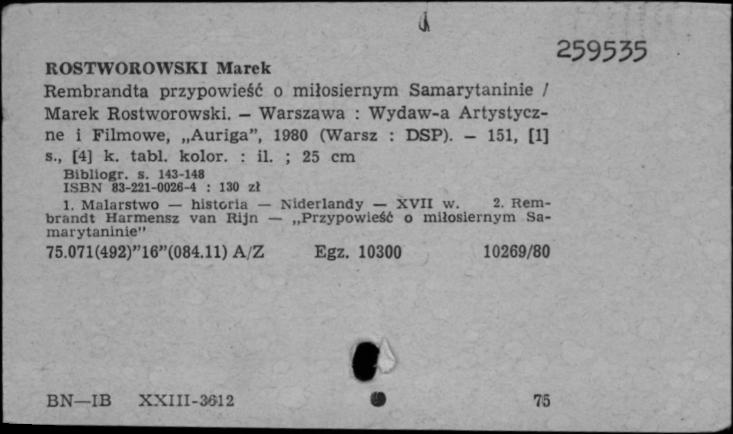 259535
ROSTWOROWSKI Marek
Rembrandta przypowieść o miłosiernym Samarytaninie /
Marek Rostworowski. — Warszawa : Wydaw-a Artystycz-
ne i Filmowe, „Auriga”, 1980 (Warsz : DSP). — 151, [1]
s., [4] k. tabl. kolor. : il. ; 25 cm
Bibliogr. s. 143-148
ISBN 83-221-0026-4 : 130 zł
1. Malarstwo — historia — Niderlandy — XVII w. 2. Rem-
brandt Harmensz van Rijn — „Przypowieść o miłosiernym Sa-
marytaninie”
75.071(492)”16”(084.11) A/Z Egz. 10300 10269/80
BN—IB XXIII-3612 75